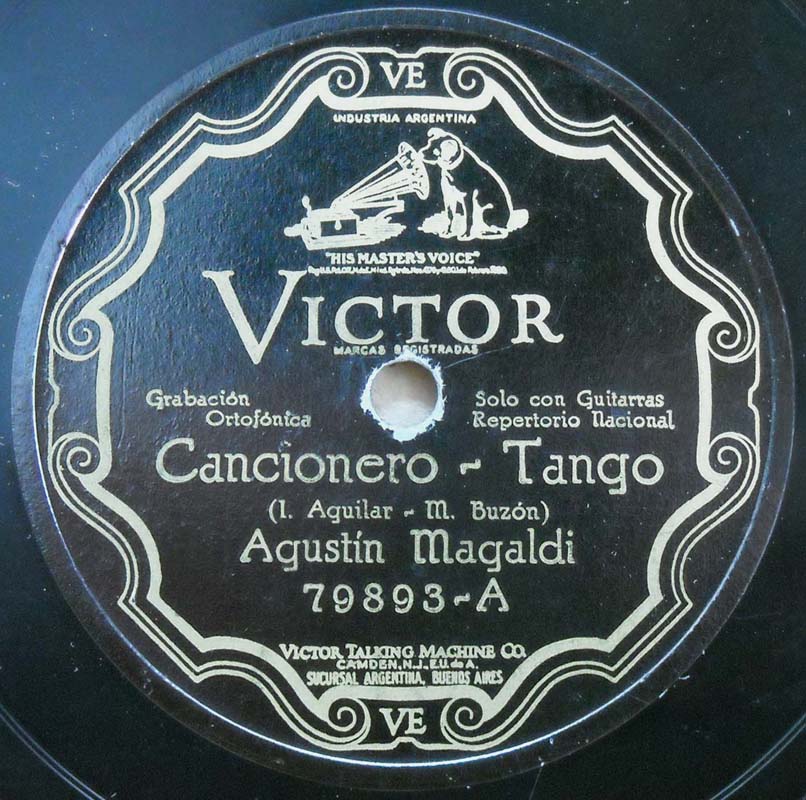 VE
INDUSTRIA ARGENTINA
"HIS MASTER'S VOICE"
VICTOR
MARCAS REGISTRADAS
Grabación
Ortofónica
Solo con Guitarras
Repertorio Nacional
Cancionero - Tango
(I. Aguilar - M. Buzón)
Agustín Magaldi
79893-A
VICTOR TALKING MACHINE CO.
CAMDEN, N.J., E.U. de A.
SUCURSAL ARGENTINA, BUENOS AIRES
VE